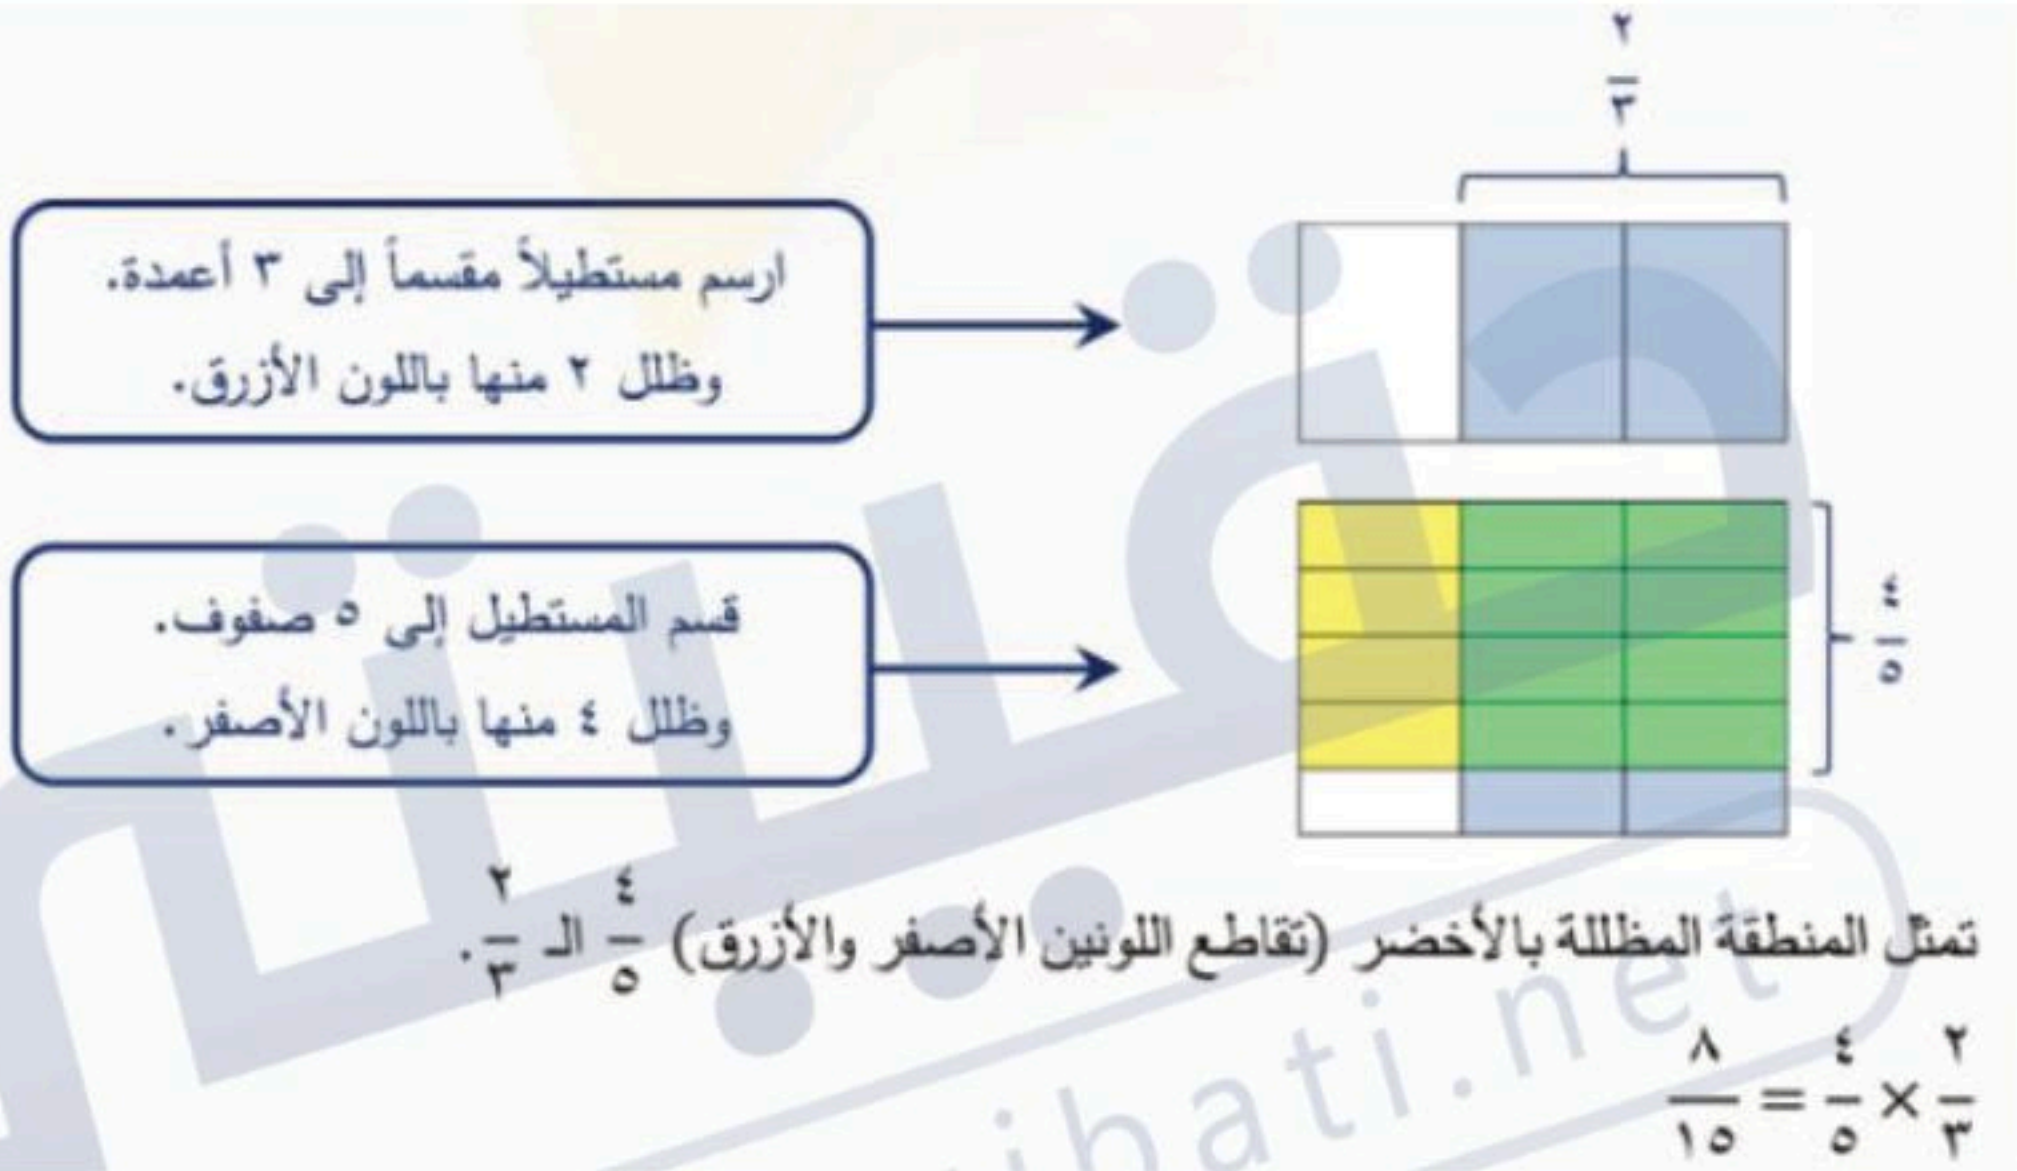 ٢
٣
ارسم مستطيلاً مقسماً إلى ٣ أعمدة.
وظلل ٢ منها باللون الأزرق.
٤
٥
قسم المستطيل إلى ٥ صفوف.
وظلل ٤ منها باللون الأصفر.
تمثل المنطقة المظللة بالأخضر (تقاطع اللونين الأصفر والأزرق) ٤/٥ الـ ٢/٣.
٢/٣ × ٤/٥ = ٨/١٥
ibati.net